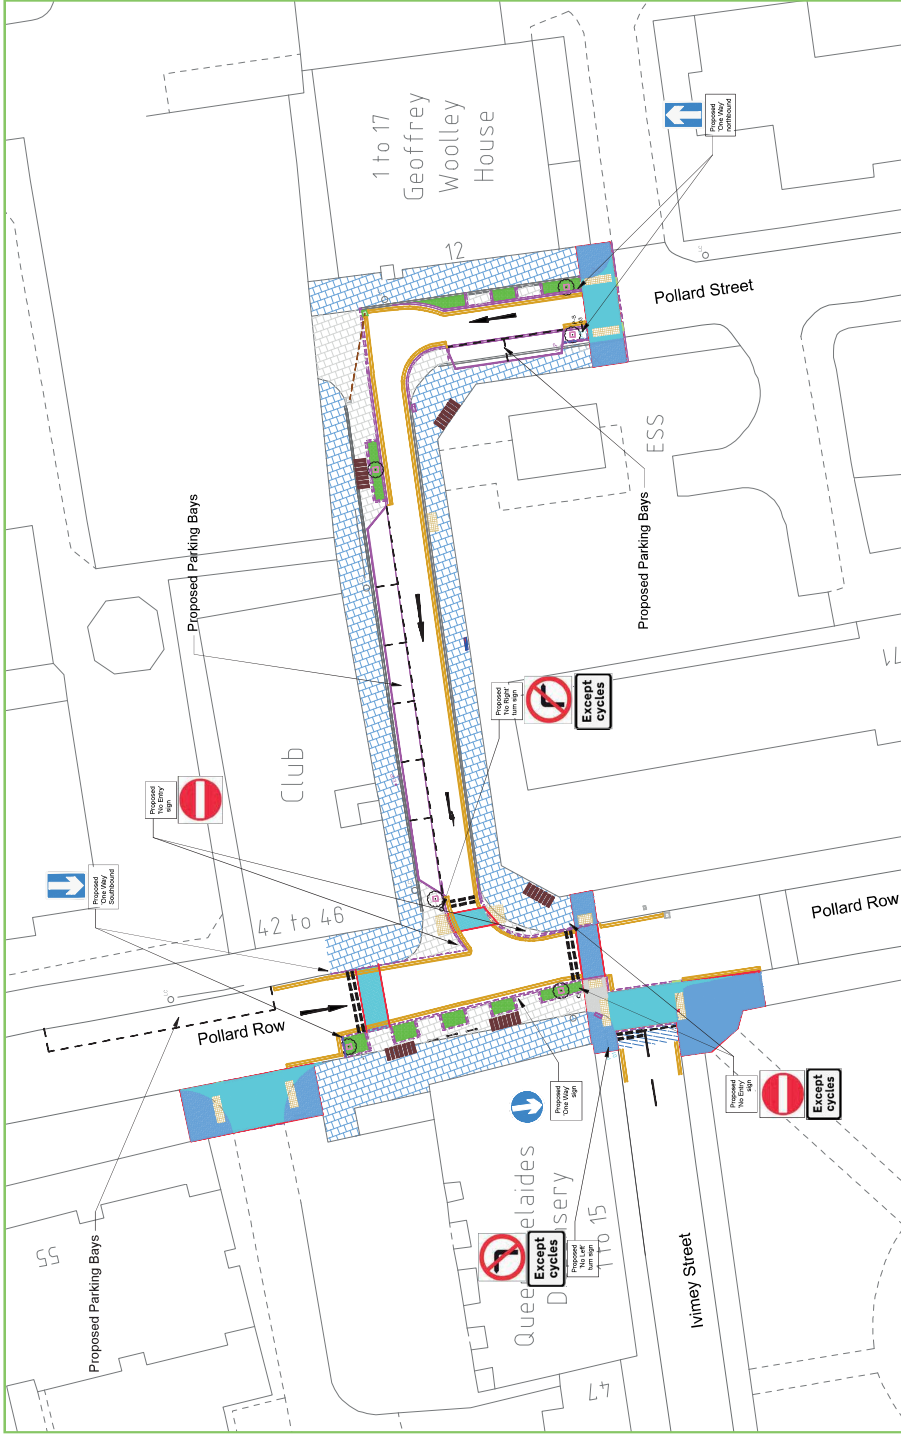 1 to 17
Geoffrey
Woolley
House
Proposed
'One Way'
northbound
12
Pollard Street
ESS
Proposed Parking Bays
Proposed Parking Bays
71
Proposed
'No Right'
turn sign
Except
cycles
Club
Proposed
'No Entry'
sign
Proposed
'One Way'
Southbound
42 to 46
Pollard Row
Pollard Row
Proposed
'One Way'
sign
Proposed
'No Entry'
sign
Except
cycles
Proposed
'No Left'
turn sign
Except
cycles
15
Ivimey Street
47
55
Proposed Parking Bays